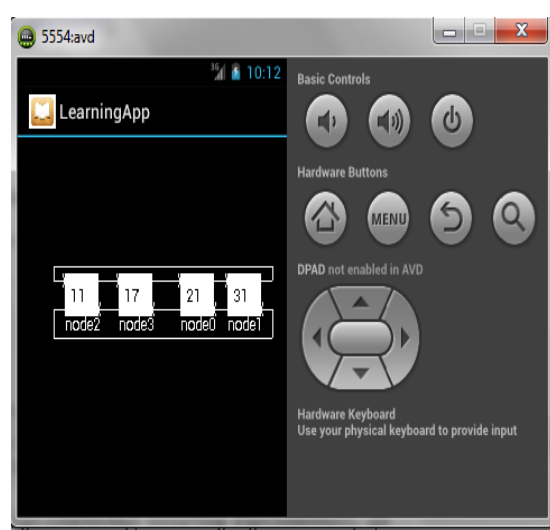 5554:avd
3G 10:12
LearningApp
11 17 21 31
node2 node3 node0 node1
Basic Controls
Hardware Buttons
MENU
DPAD not enabled in AVD
Hardware Keyboard
Use your physical keyboard to provide input